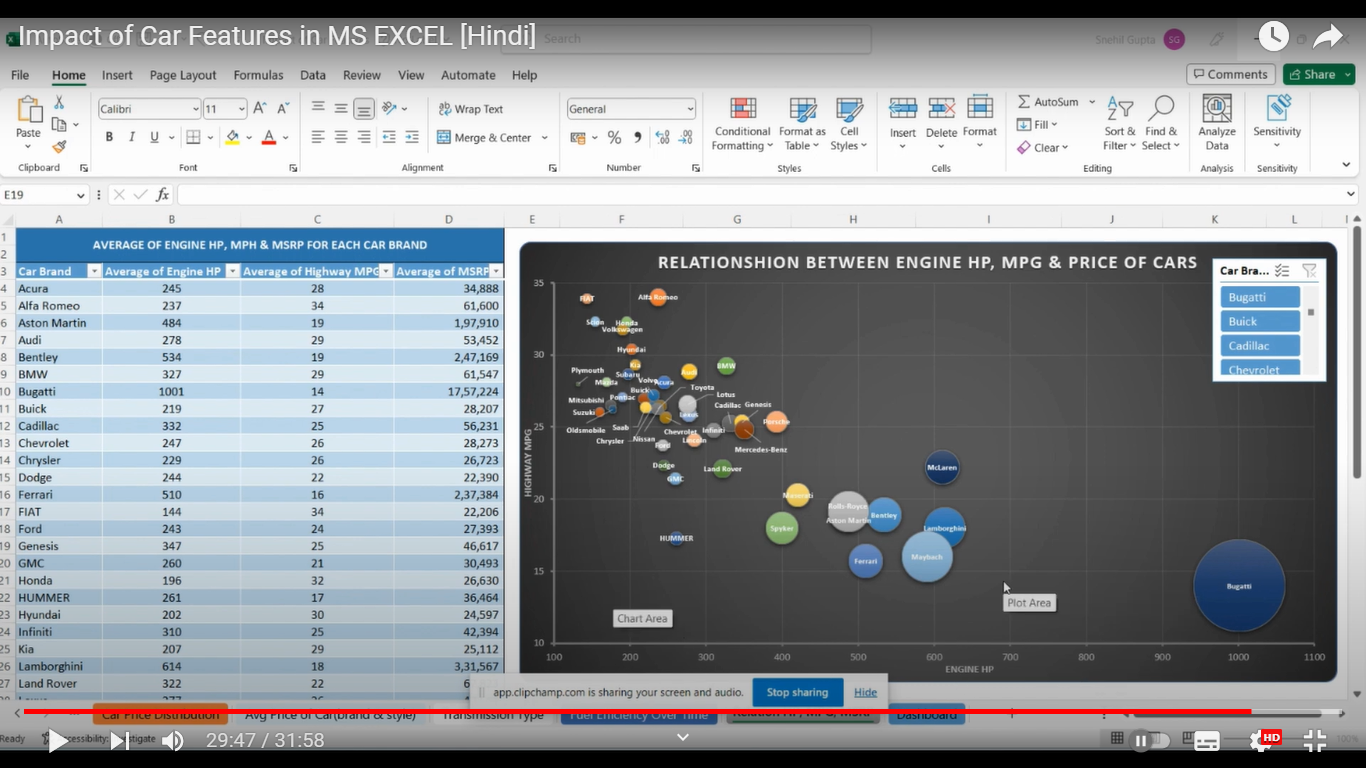 Impact of Car Features in MS EXCEL [Hindi]
Search
Snehil Gupta SG
File Home Insert Page Layout Formulas Data Review View Automate Help
Comments Share
Paste
Calibri 11
Wrap Text
General
Conditional Formatting Format as Table Cell Styles
Insert Delete Format
AutoSum
Fill
Clear
Sort & Filter Find & Select
Analyze Data
Sensitivity
B I U
Merge & Center
Clipboard Font Alignment Number Styles Cells Editing Analysis Sensitivity
E19 fx
A B C D E F G H I J K L
AVERAGE OF ENGINE HP, MPH & MSRP FOR EACH CAR BRAND
Car Brand Average of Engine HP Average of Highway MPG Average of MSRP
Acura 245 28 34,888
Alfa Romeo 237 34 61,600
Aston Martin 484 19 1,97,910
Audi 278 29 53,452
Bentley 534 19 2,47,169
BMW 327 29 61,547
Bugatti 1001 14 17,57,224
Buick 219 27 28,207
Cadillac 332 25 56,231
Chevrolet 247 26 28,273
Chrysler 229 26 26,723
Dodge 244 22 22,390
Ferrari 510 16 2,37,384
FIAT 144 34 22,206
Ford 243 24 27,393
Genesis 347 25 46,617
GMC 260 21 30,493
Honda 196 32 26,630
HUMMER 261 17 36,464
Hyundai 202 30 24,597
Infiniti 310 25 42,394
Kia 207 29 25,112
Lamborghini 614 18 3,31,567
Land Rover 322 22
RELATIONSHION BETWEEN ENGINE HP, MPG & PRICE OF CARS
Car Bra...
Bugatti
Buick
Cadillac
Chevrolet
HIGHWAY MPG
35
30
25
20
15
10
FIAT Alfa Romeo
Scion Honda
Volkswagen
Hyundai
Kia BMW
Plymouth Subaru Audi
Mazda Volvo Acura
Buick Toyota
Mitsubishi Pontiac Lotus
Suzuki Lexus Cadillac Genesis
Oldsmobile Saab Chevrolet Infiniti Porsche
Chrysler Nissan Ford Lincoln
Mercedes-Benz
Dodge Land Rover McLaren
GMC
Maserati
Rolls-Royce
Spyker Aston Martin Bentley Lamborghini
HUMMER
Ferrari Maybach
Bugatti
Plot Area
Chart Area
100 200 300 400 500 600 700 800 900 1000 1100
ENGINE HP
app.clipchamp.com is sharing your screen and audio. Stop sharing Hide
Car Price Distribution Avg Price of Car(brand & style) Transmission Type Fuel Efficiency Over Time Relation HP, MPG, MSRP Dashboard
Ready
29:47 / 31:58
HD
100%